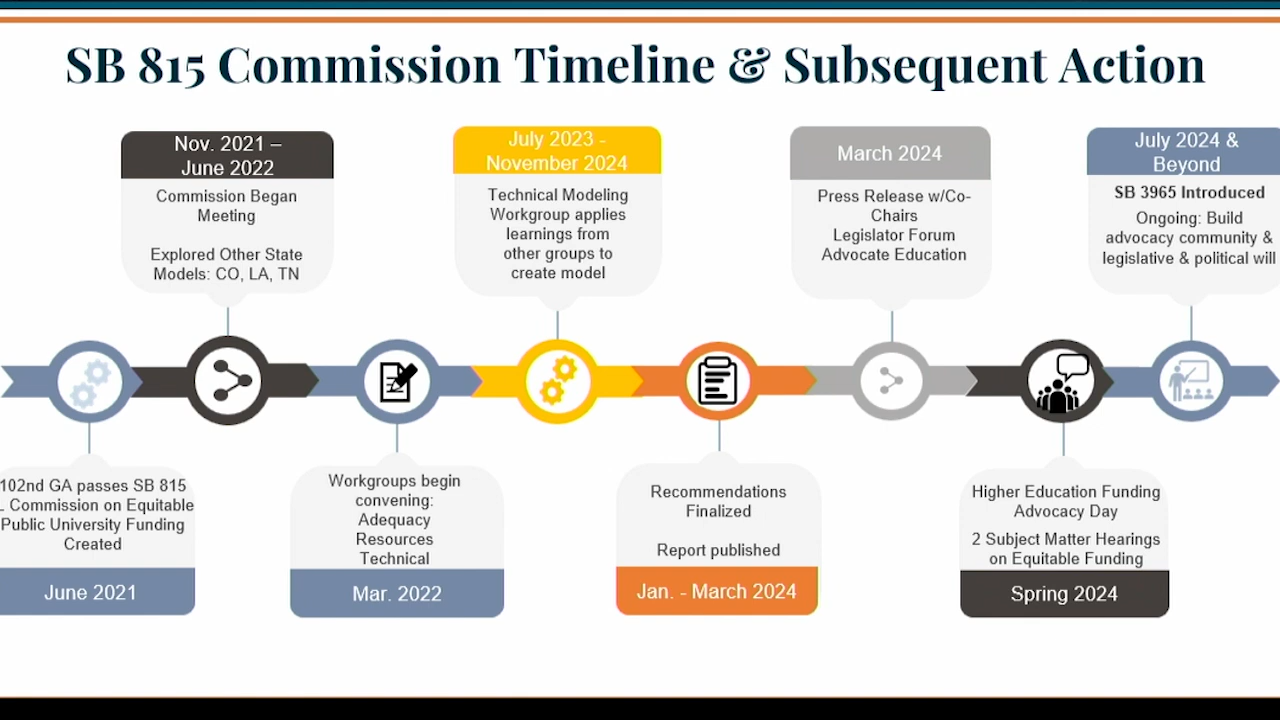 SB 815 Commission Timeline & Subsequent Action
Nov. 2021 –
June 2022
Commission Began
Meeting
Explored Other State
Models: CO, LA, TN
July 2023 -
November 2024
Technical Modeling
Workgroup applies
learnings from
other groups to
create model
March 2024
Press Release w/Co-
Chairs
Legislator Forum
Advocate Education
July 2024 &
Beyond
SB 3965 Introduced
Ongoing: Build
advocacy community &
legislative & political will
102nd GA passes SB 815
Commission on Equitable
Public University Funding
Created
June 2021
Workgroups begin
convening:
Adequacy
Resources
Technical
Mar. 2022
Recommendations
Finalized
Report published
Jan. - March 2024
Higher Education Funding
Advocacy Day
2 Subject Matter Hearings
on Equitable Funding
Spring 2024